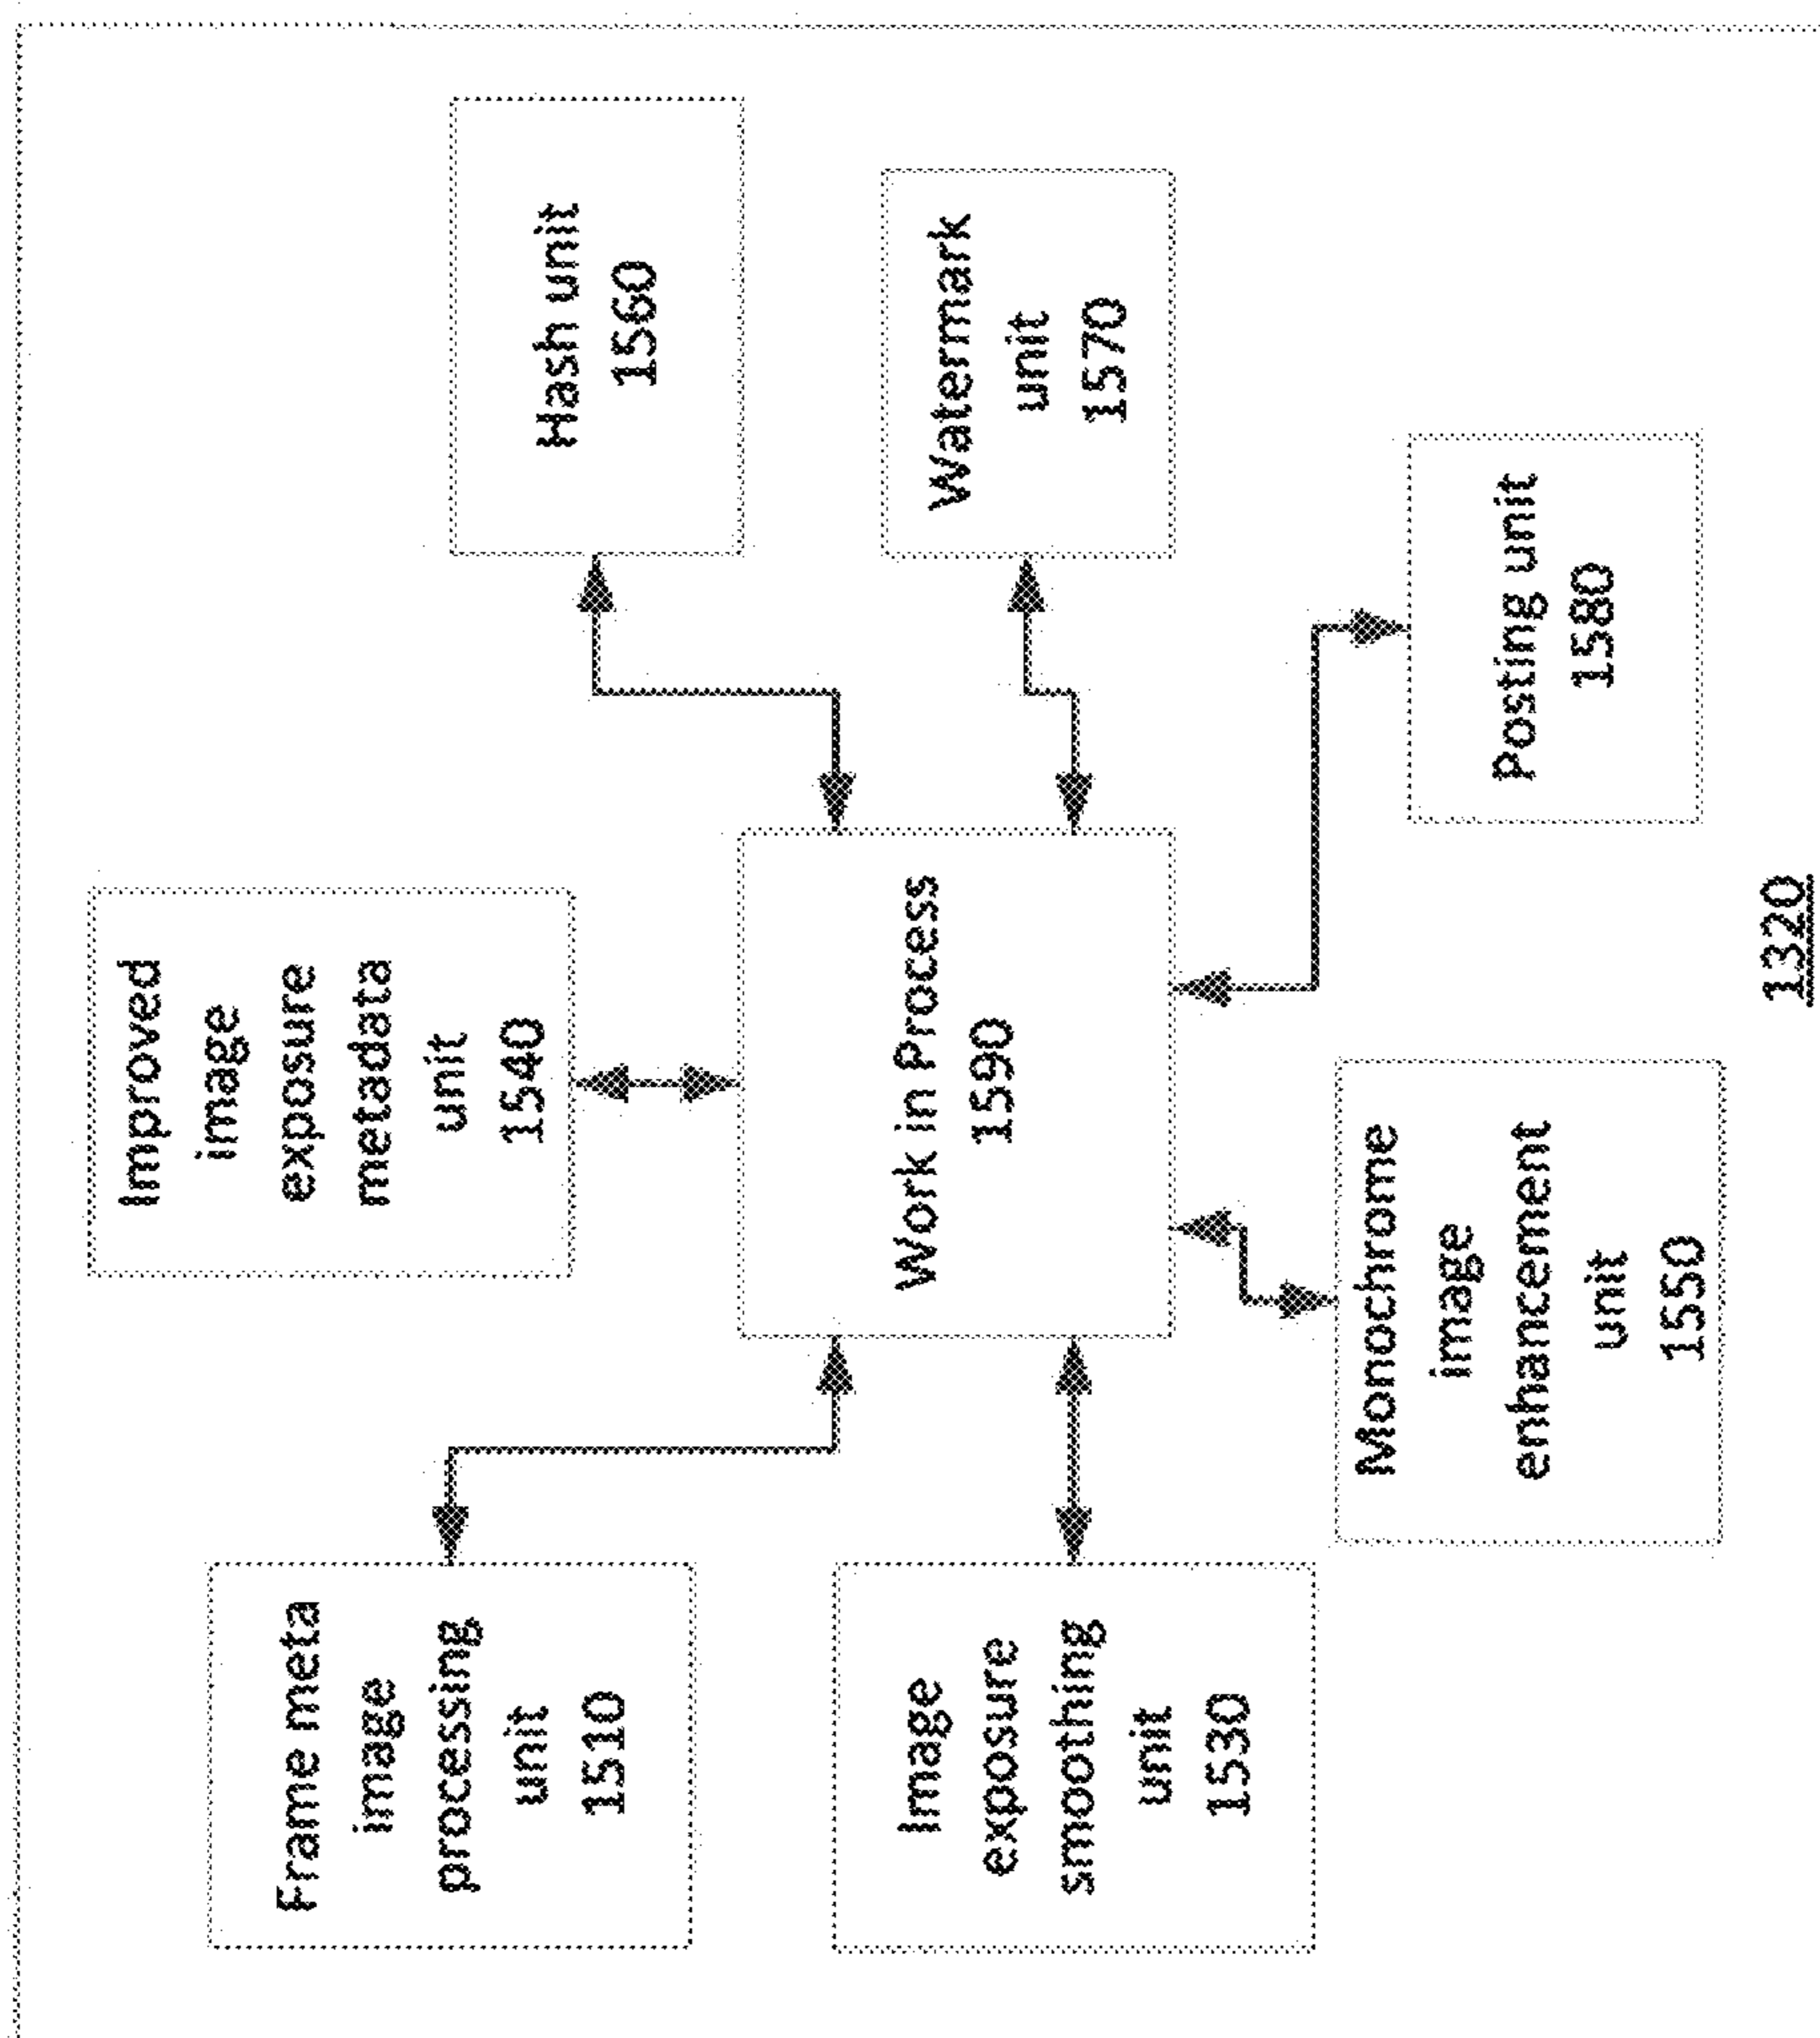 Frame meta
image
processing
unit
1510
Improved
image
exposure
metadata
unit
1540
Hash unit
1560
Image
exposure
smoothing
unit
1530
Work in Process
1590
Watermark
unit
1570
Monochrome
image
enhancement
unit
1550
Posting unit
1580
1320